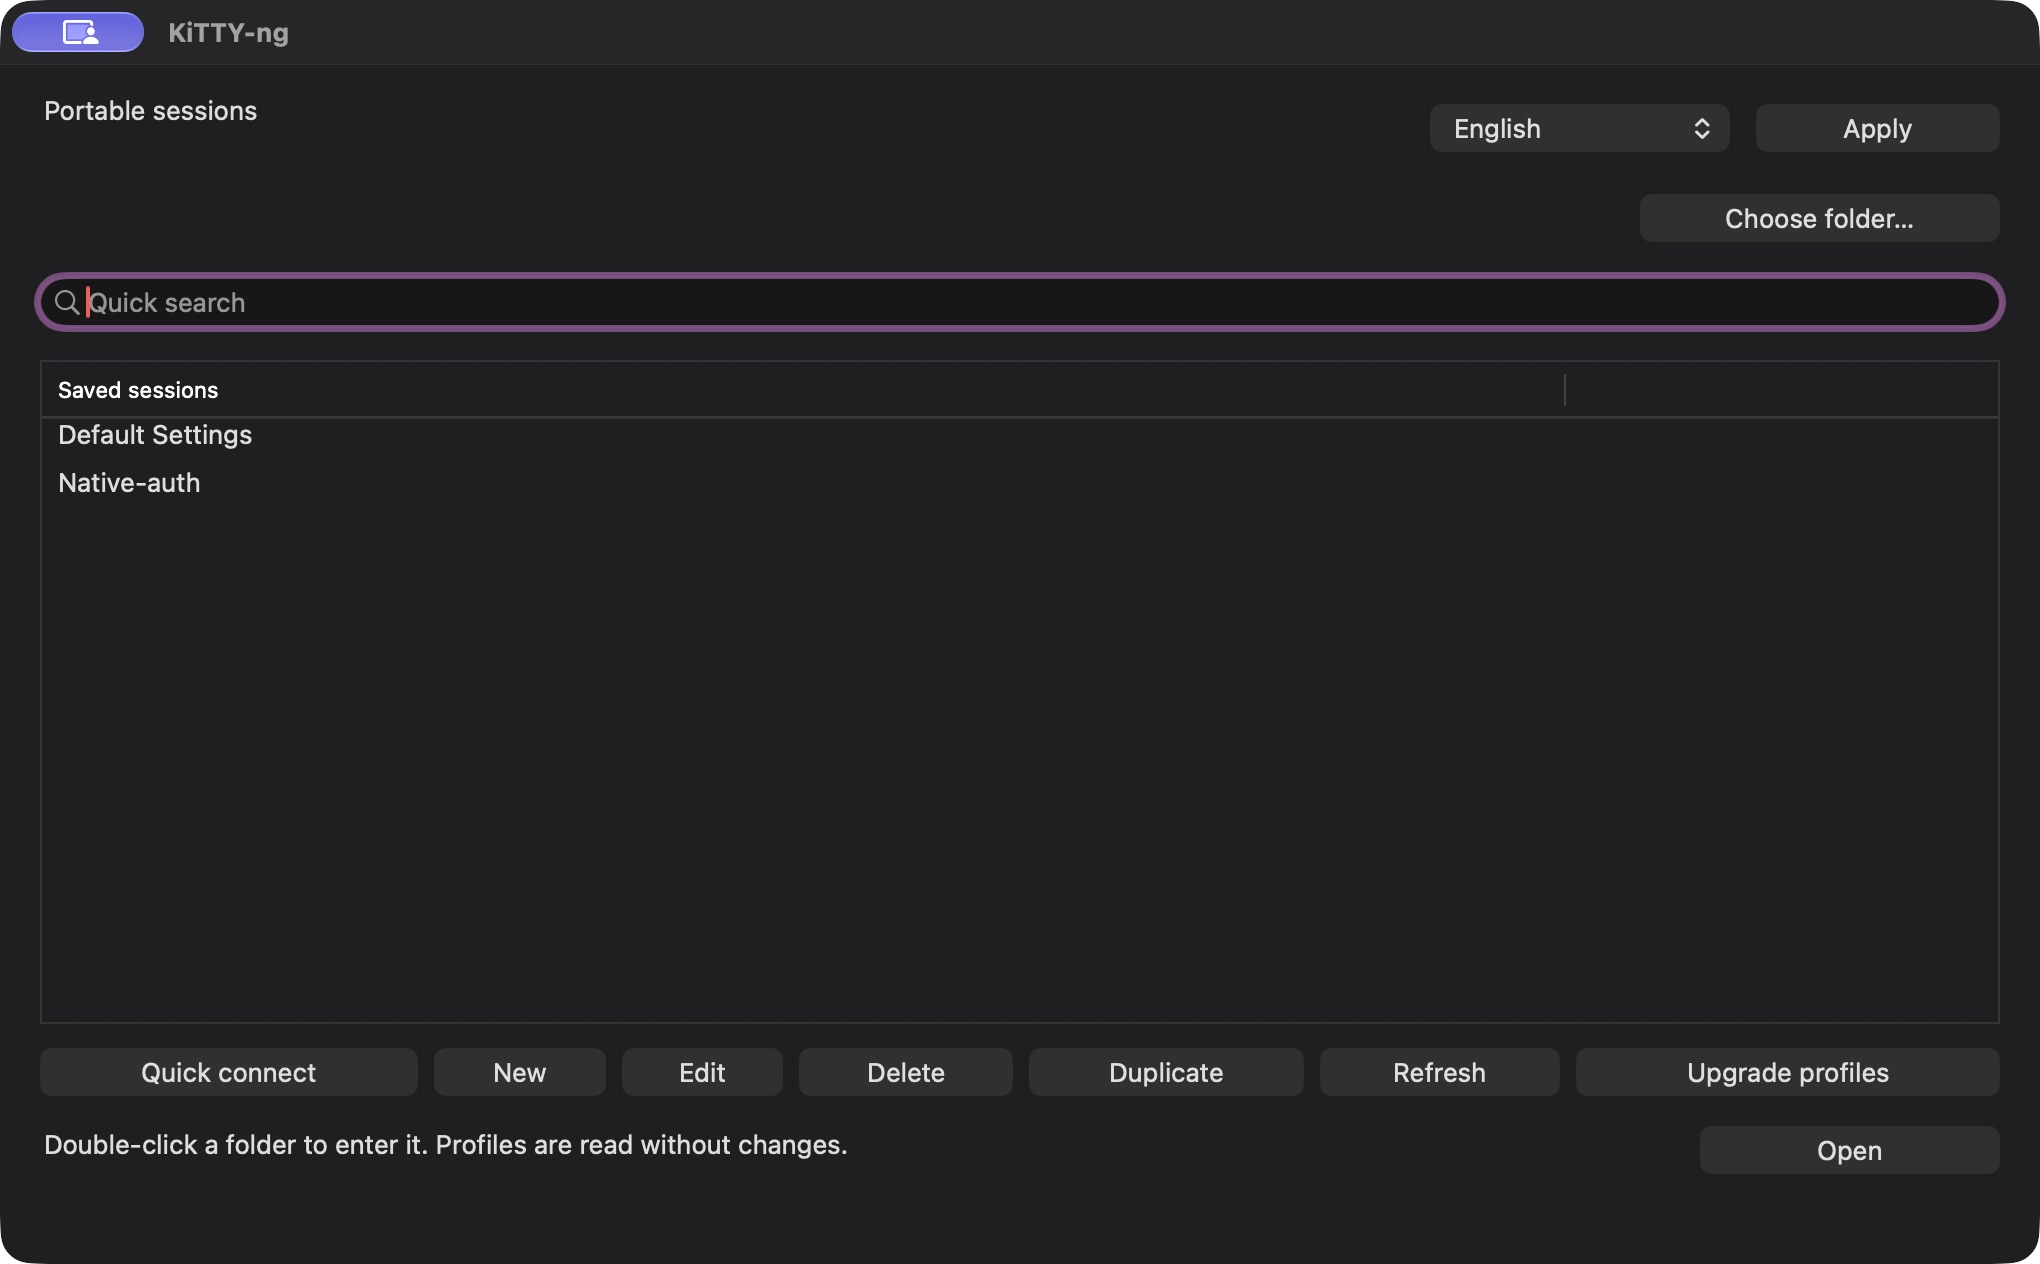 KiTTY-ng
Portable sessions
English
Apply
Choose folder...
Quick search
Saved sessions
Default Settings
Native-auth
Quick connect
New
Edit
Delete
Duplicate
Refresh
Upgrade profiles
Double-click a folder to enter it. Profiles are read without changes.
Open